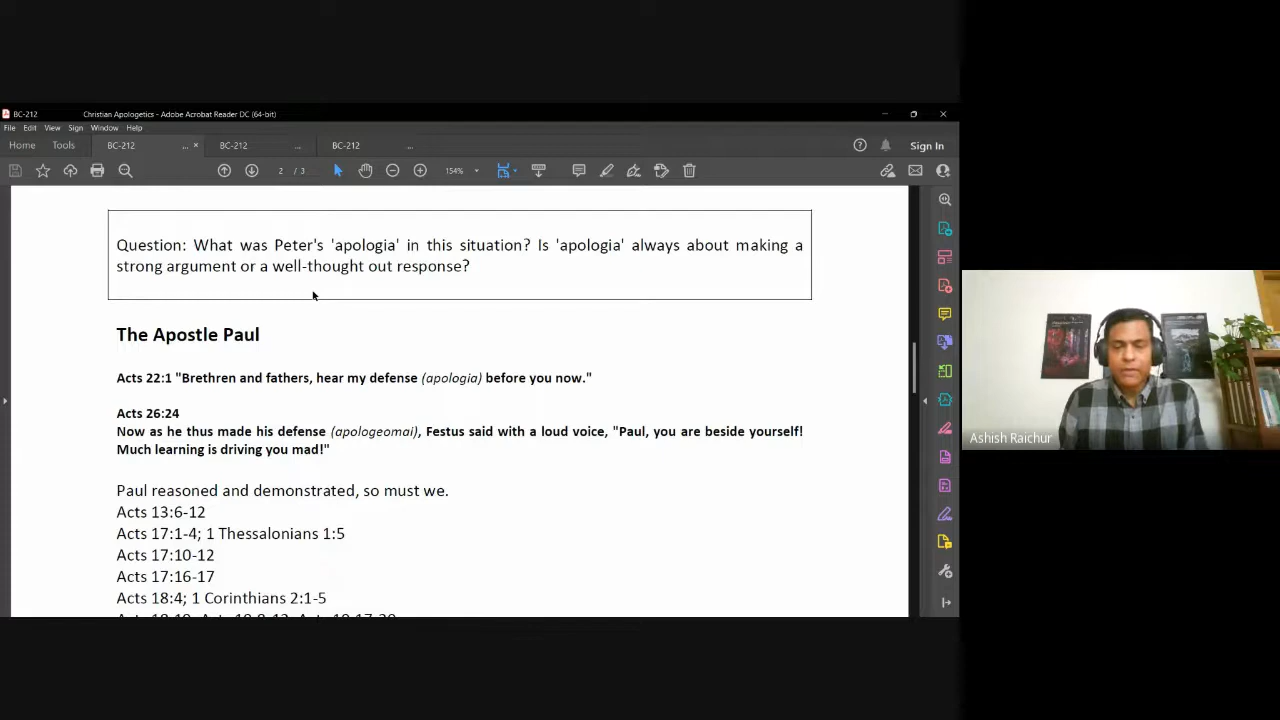 BC-212 Christian Apologetics - Adobe Acrobat Reader DC (64-bit)
File Edit View Sign Window Help
Home Tools BC-212 ... × BC-212 ... BC-212 ... Sign In
2 / 3 154%
Question: What was Peter's 'apologia' in this situation? Is 'apologia' always about making a
strong argument or a well-thought out response?
The Apostle Paul
Acts 22:1 "Brethren and fathers, hear my defense (apologia) before you now."
Acts 26:24
Now as he thus made his defense (apologeomai), Festus said with a loud voice, "Paul, you are beside yourself!
Much learning is driving you mad!"
Paul reasoned and demonstrated, so must we.
Acts 13:6-12
Acts 17:1-4; 1 Thessalonians 1:5
Acts 17:10-12
Acts 17:16-17
Acts 18:4; 1 Corinthians 2:1-5
Ashish Raichur